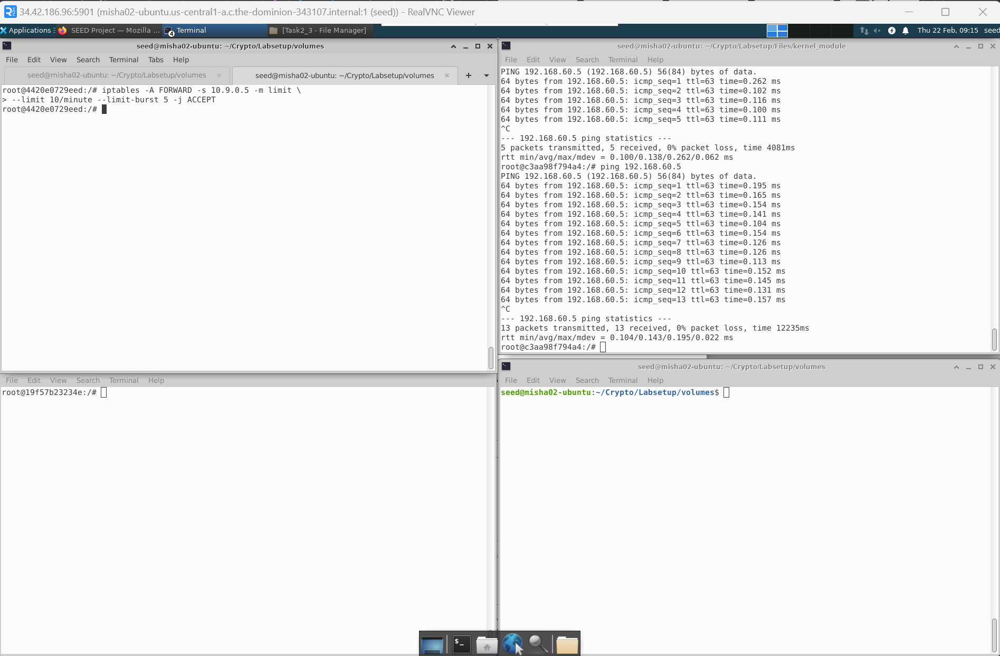 34.42.186.96:5901 (misha02-ubuntu.us-central1-a.c.the-dominion-343107.internal:1 (seed)) - RealVNC Viewer
Applications SEED Project — Mozilla ... 4 Terminal [Task2_3 - File Manager] Thu 22 Feb, 09:15 seed
seed@misha02-ubuntu: ~/Crypto/Labsetup/volumes
File Edit View Search Terminal Tabs Help
seed@misha02-ubuntu: ~/Crypto/Labsetup/volumes × seed@misha02-ubuntu: ~/Crypto/Labsetup/volumes ×
root@4420e0729eed:/# iptables -A FORWARD -s 10.9.0.5 -m limit \
> --limit 10/minute --limit-burst 5 -j ACCEPT
root@4420e0729eed:/#
seed@misha02-ubuntu: ~/Crypto/Labsetup/Files/kernel_module
File Edit View Search Terminal Help
PING 192.168.60.5 (192.168.60.5) 56(84) bytes of data.
64 bytes from 192.168.60.5: icmp_seq=1 ttl=63 time=0.262 ms
64 bytes from 192.168.60.5: icmp_seq=2 ttl=63 time=0.102 ms
64 bytes from 192.168.60.5: icmp_seq=3 ttl=63 time=0.116 ms
64 bytes from 192.168.60.5: icmp_seq=4 ttl=63 time=0.100 ms
64 bytes from 192.168.60.5: icmp_seq=5 ttl=63 time=0.111 ms
^C
--- 192.168.60.5 ping statistics ---
5 packets transmitted, 5 received, 0% packet loss, time 4081ms
rtt min/avg/max/mdev = 0.100/0.138/0.262/0.062 ms
root@c3aa98f794a4:/# ping 192.168.60.5
PING 192.168.60.5 (192.168.60.5) 56(84) bytes of data.
64 bytes from 192.168.60.5: icmp_seq=1 ttl=63 time=0.195 ms
64 bytes from 192.168.60.5: icmp_seq=2 ttl=63 time=0.165 ms
64 bytes from 192.168.60.5: icmp_seq=3 ttl=63 time=0.154 ms
64 bytes from 192.168.60.5: icmp_seq=4 ttl=63 time=0.141 ms
64 bytes from 192.168.60.5: icmp_seq=5 ttl=63 time=0.104 ms
64 bytes from 192.168.60.5: icmp_seq=6 ttl=63 time=0.154 ms
64 bytes from 192.168.60.5: icmp_seq=7 ttl=63 time=0.126 ms
64 bytes from 192.168.60.5: icmp_seq=8 ttl=63 time=0.126 ms
64 bytes from 192.168.60.5: icmp_seq=9 ttl=63 time=0.113 ms
64 bytes from 192.168.60.5: icmp_seq=10 ttl=63 time=0.152 ms
64 bytes from 192.168.60.5: icmp_seq=11 ttl=63 time=0.145 ms
64 bytes from 192.168.60.5: icmp_seq=12 ttl=63 time=0.131 ms
64 bytes from 192.168.60.5: icmp_seq=13 ttl=63 time=0.157 ms
^C
--- 192.168.60.5 ping statistics ---
13 packets transmitted, 13 received, 0% packet loss, time 12235ms
rtt min/avg/max/mdev = 0.104/0.143/0.195/0.022 ms
root@c3aa98f794a4:/#
File Edit View Search Terminal Help
root@19f57b23234e:/#
seed@misha02-ubuntu: ~/Crypto/Labsetup/volumes
File Edit View Search Terminal Help
seed@misha02-ubuntu:~/Crypto/Labsetup/volumes$